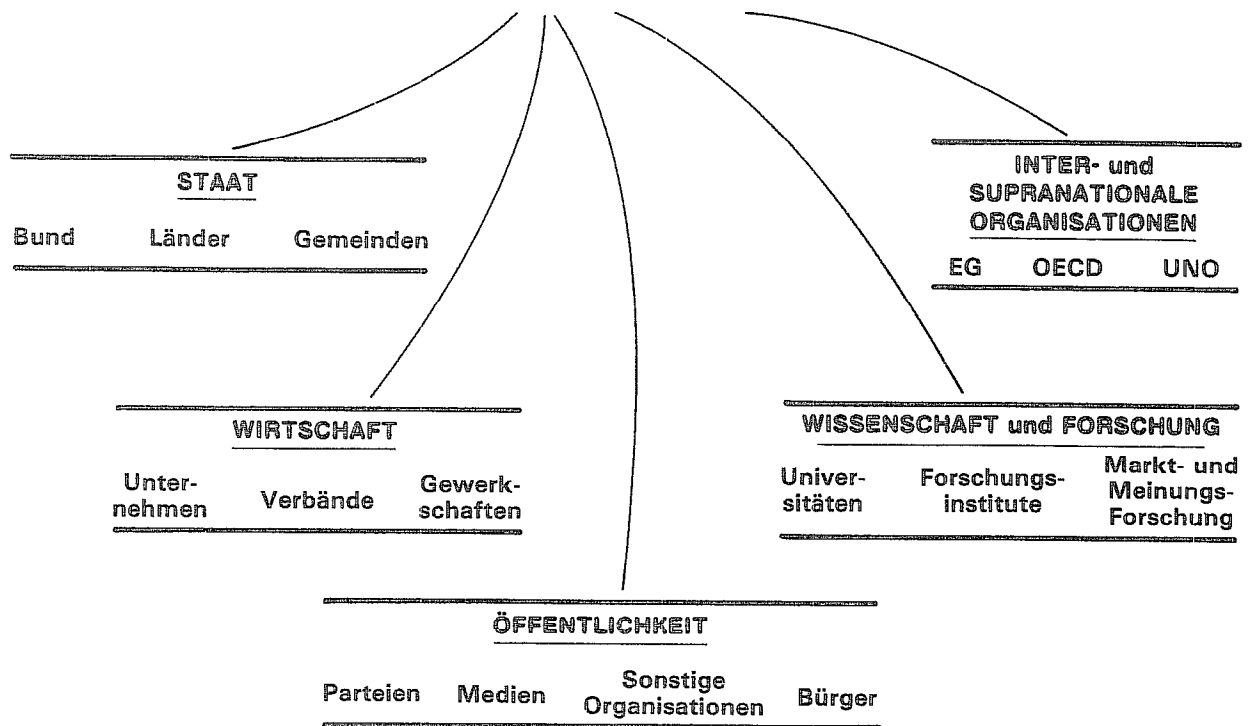 STAAT
Bund Länder Gemeinden
INTER- und
SUPRANATIONALE
ORGANISATIONEN
EG OECD UNO
WIRTSCHAFT
Unter-
nehmen
Verbände
Gewerk-
schaften
WISSENSCHAFT und FORSCHUNG
Univer-
sitäten
Forschungs-
institute
Markt- und
Meinungs-
Forschung
ÖFFENTLICHKEIT
Parteien
Medien
Sonstige
Organisationen
Bürger